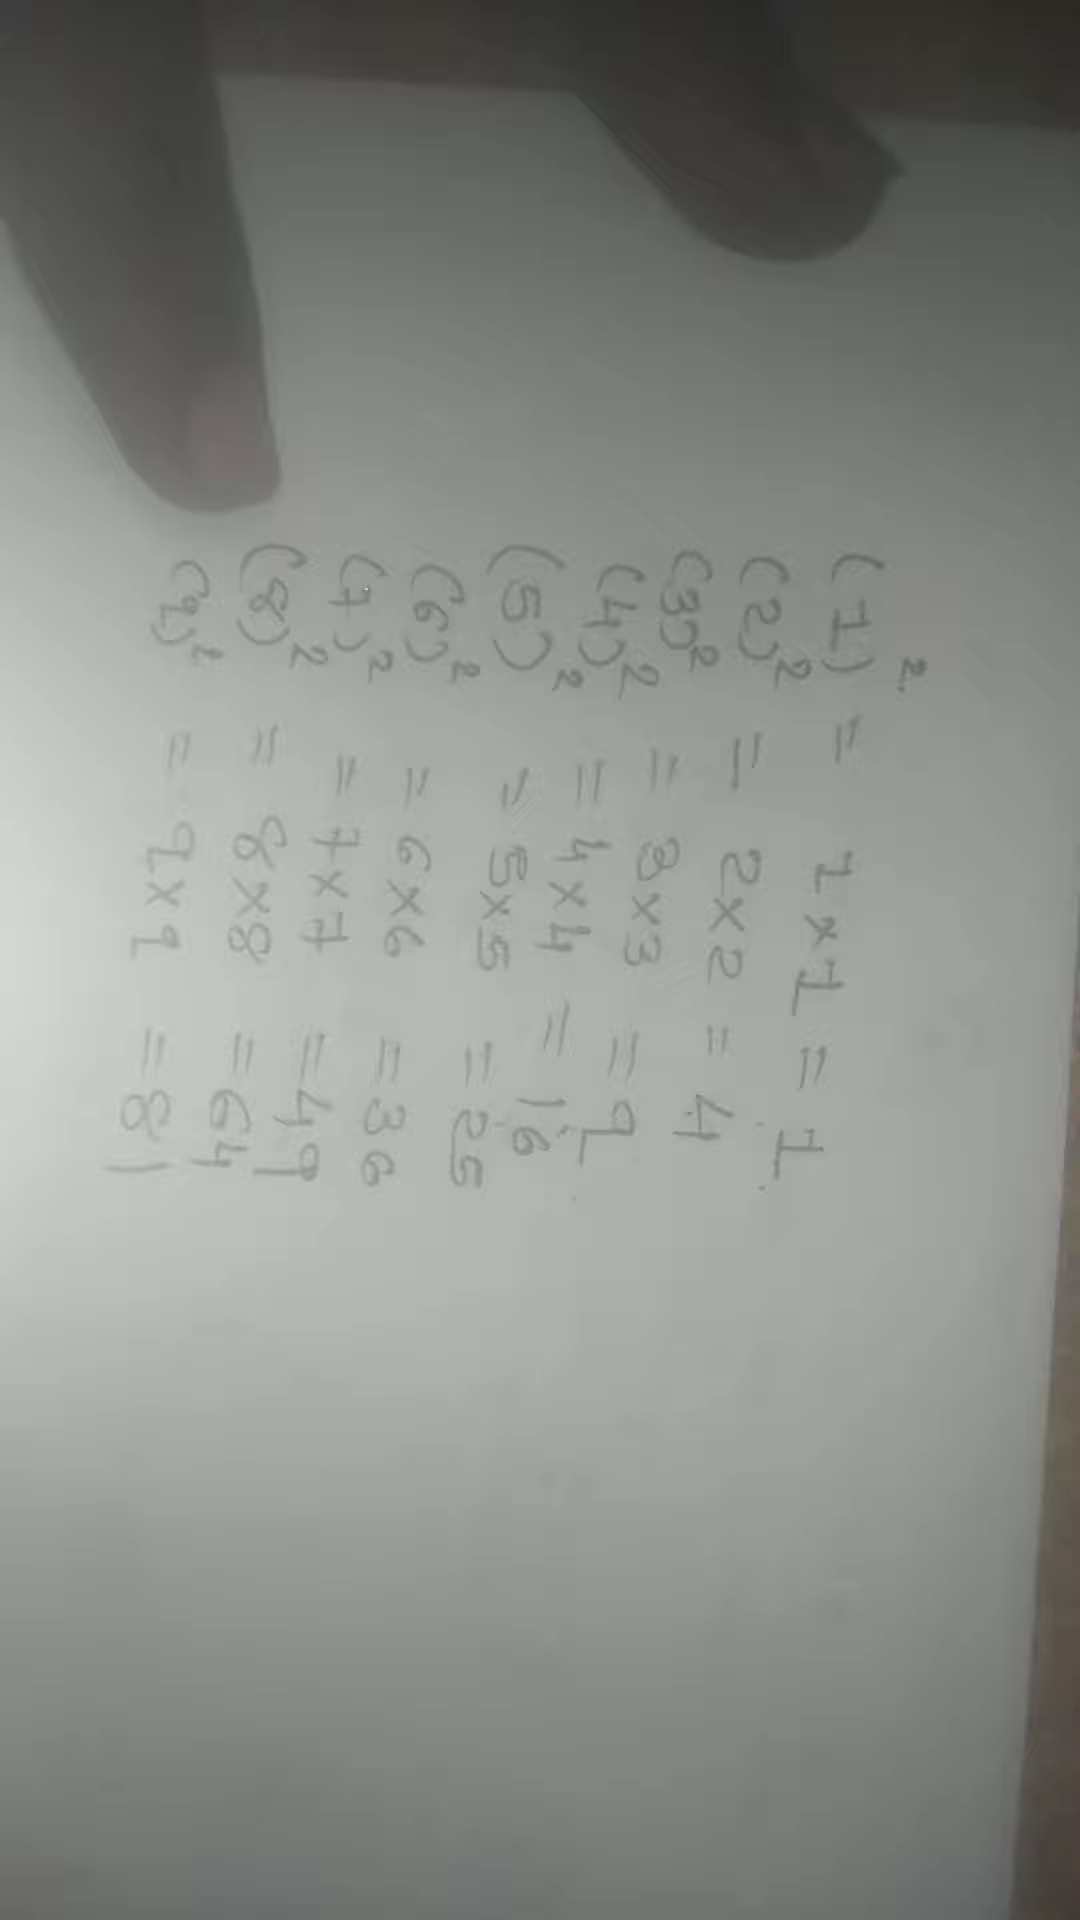 (1)² = 1×1 = 1
(2)² = 2×2 = 4
(3)² = 3×3 = 9
(4)² = 4×4 = 16
(5)² = 5×5 = 25
(6)² = 6×6 = 36
(7)² = 7×7 = 49
(8)² = 8×8 = 64
(9)² = 9×9 = 81